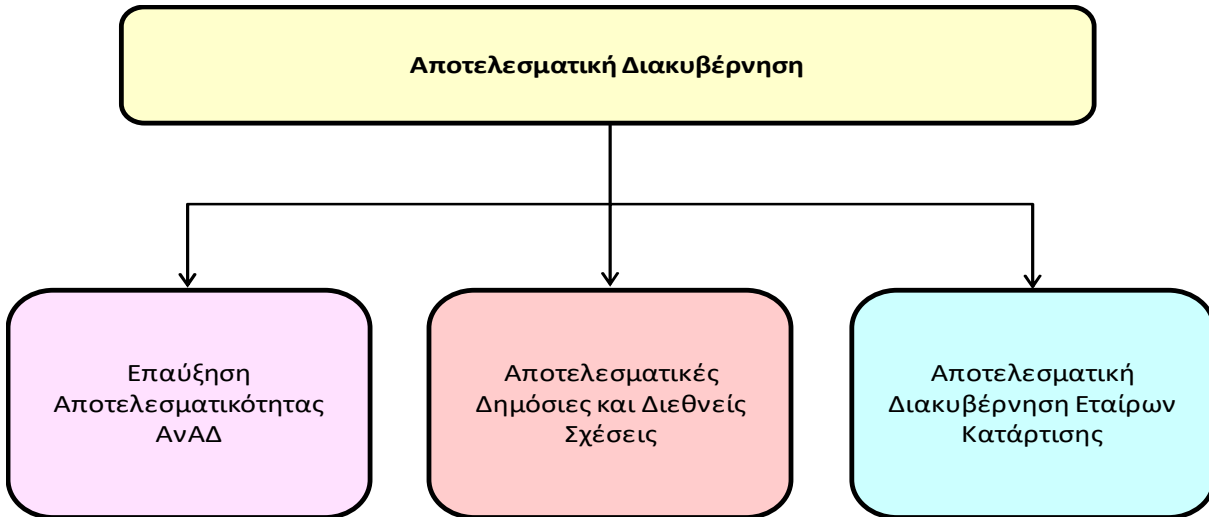 Αποτελεσματική Διακυβέρνηση
Επαύξηση
Αποτελεσματικότητας
ΑνΑΔ
Αποτελεσματικές
Δημόσιες και Διεθνείς
Σχέσεις
Αποτελεσματική
Διακυβέρνηση Εταίρων
Κατάρτισης